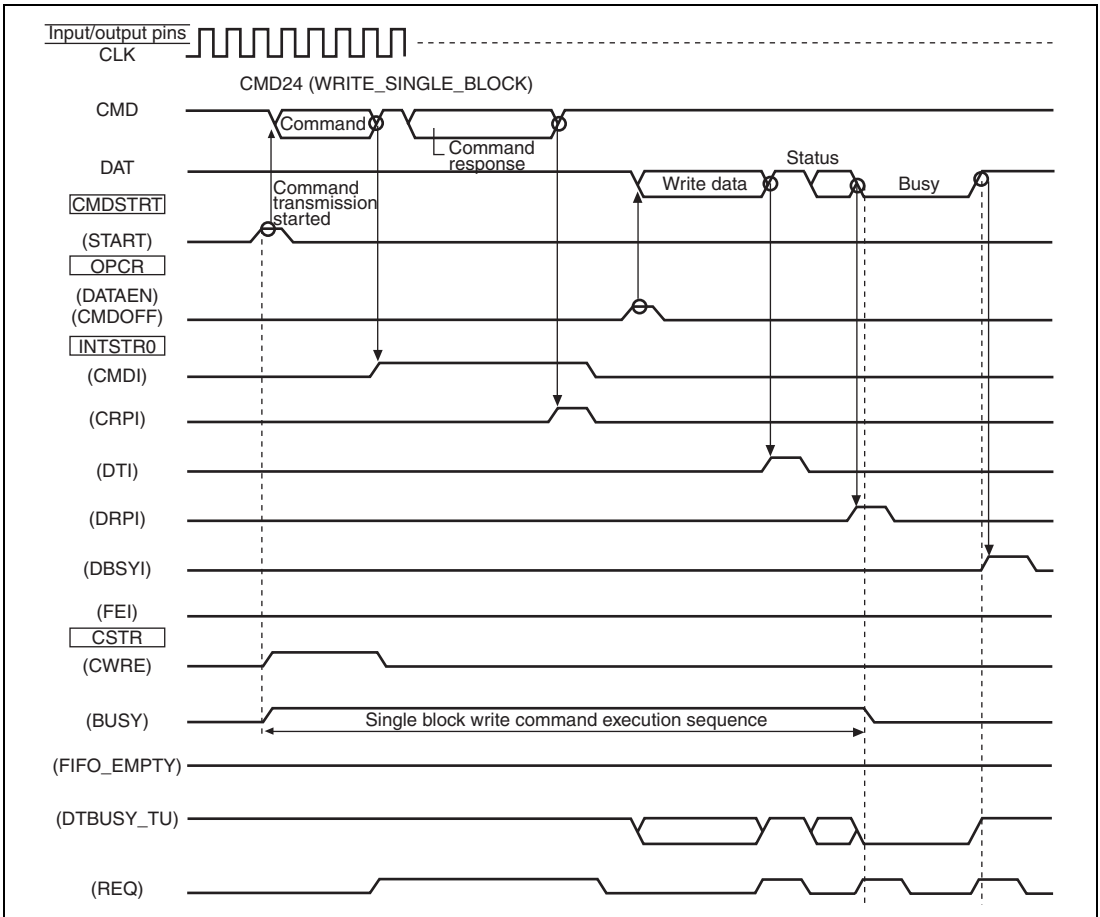 Input/output pins
CLK
CMD24 (WRITE_SINGLE_BLOCK)
CMD
Command
Command
response
DAT
Status
Write data
Busy
Command
transmission
started
CMDSTRT
(START)
OPCR
(DATAEN)
(CMDOFF)
INTSTR0
(CMDI)
(CRPI)
(DTI)
(DRPI)
(DBSYI)
(FEI)
CSTR
(CWRE)
(BUSY)
Single block write command execution sequence
(FIFO_EMPTY)
(DTBUSY_TU)
(REQ)